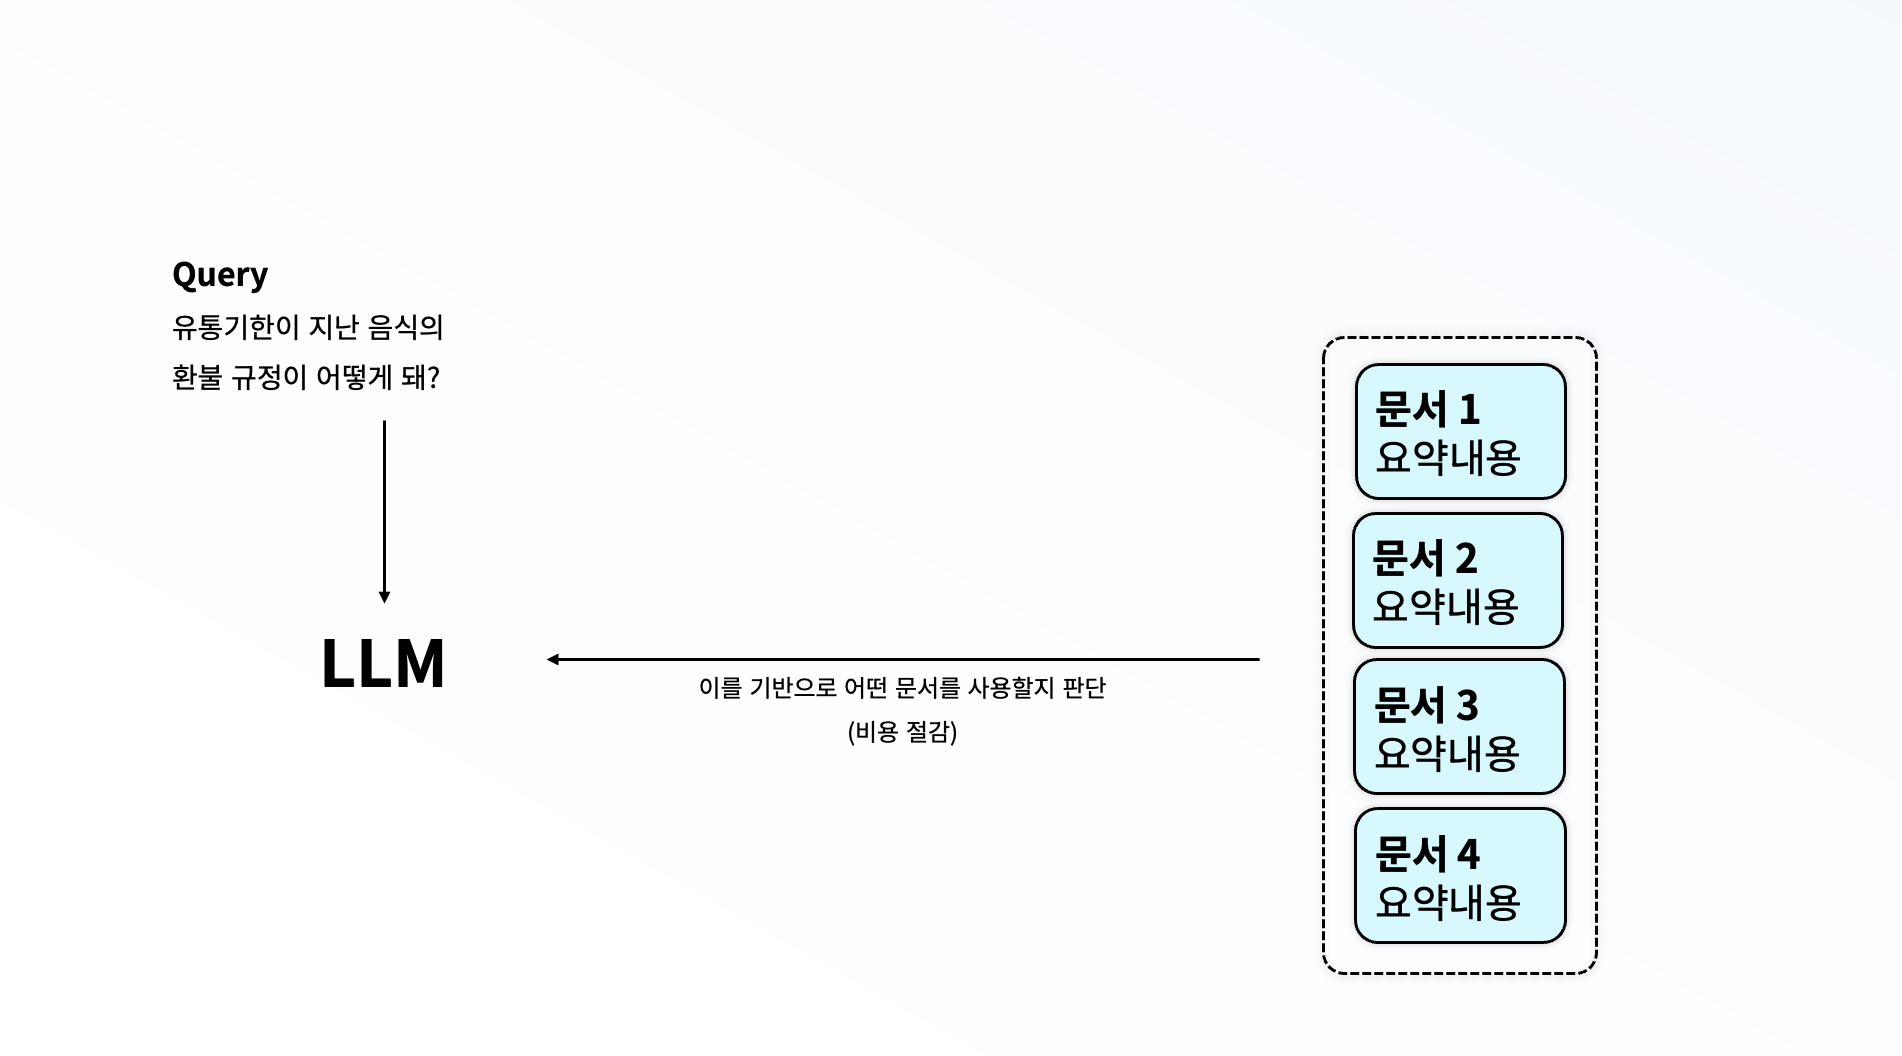 Query
유통기한이 지난 음식의
환불 규정이 어떻게 돼?
LLM
이를 기반으로 어떤 문서를 사용할지 판단
(비용 절감)
문서 1
요약내용
문서 2
요약내용
문서 3
요약내용
문서 4
요약내용